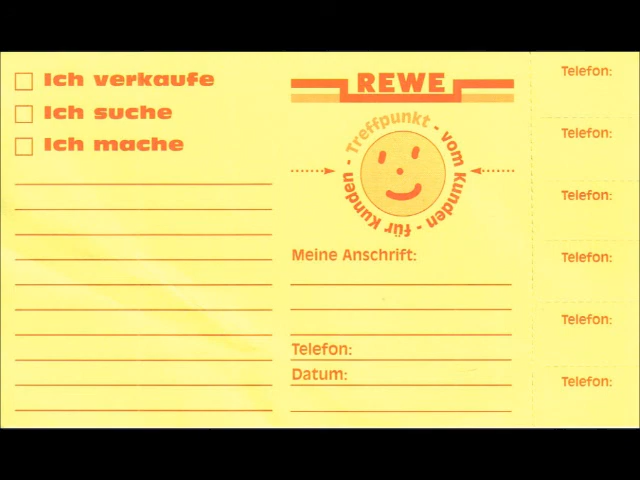 Ich verkaufe
Ich suche
Ich mache
REWE
Treffpunkt - vom Kunden - für Kunden -
Meine Anschrift:
Telefon:
Datum:
Telefon:
Telefon:
Telefon:
Telefon:
Telefon:
Telefon: